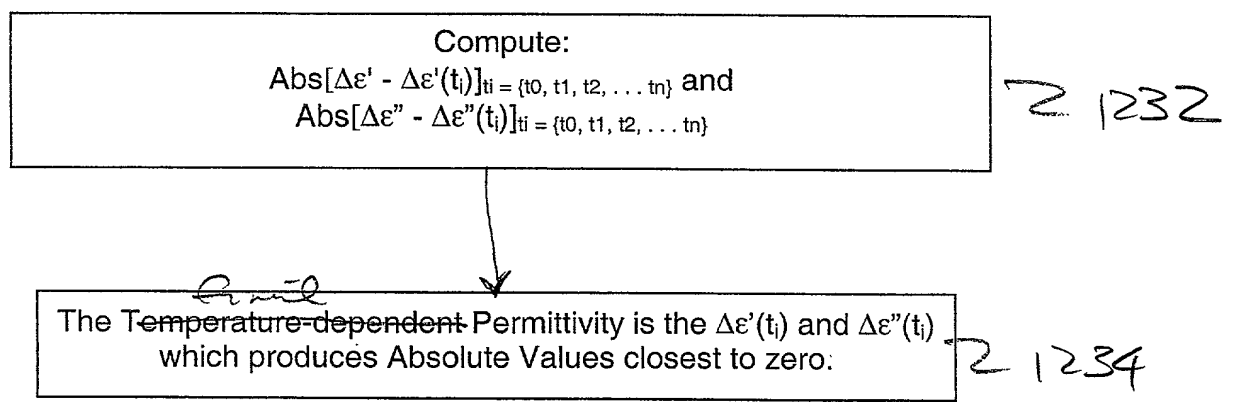 Compute:
Abs[Δε' - Δε'(ti)]ti = {t0, t1, t2, . . . tn} and
Abs[Δε" - Δε"(ti)]ti = {t0, t1, t2, . . . tn}
1232
The Temperature-dependent Permittivity is the Δε'(ti) and Δε"(ti)
which produces Absolute Values closest to zero.
1234